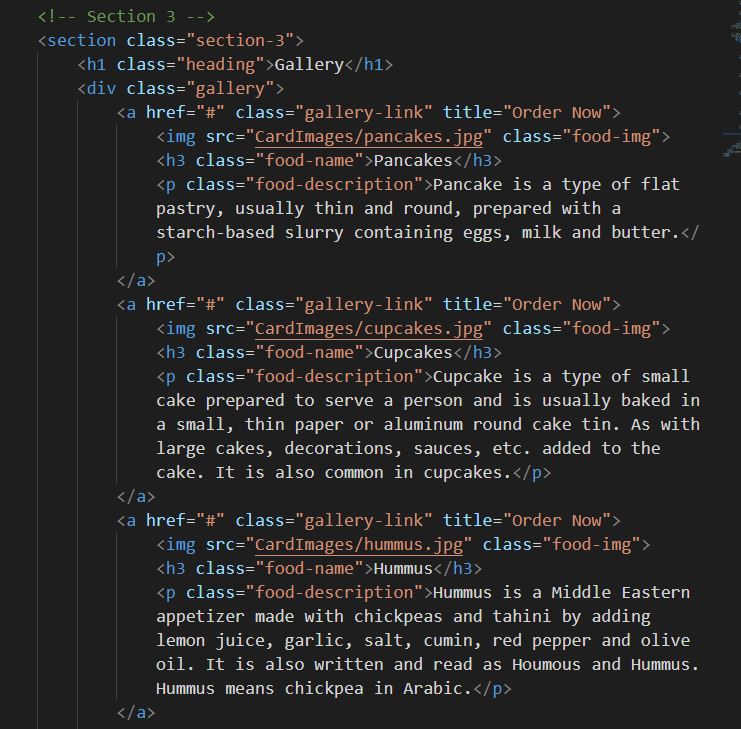 <!-- Section 3 -->
<section class="section-3">
<h1 class="heading">Gallery</h1>
<div class="gallery">
<a href="#" class="gallery-link" title="Order Now">
<img src="CardImages/pancakes.jpg" class="food-img">
<h3 class="food-name">Pancakes</h3>
<p class="food-description">Pancake is a type of flat
pastry, usually thin and round, prepared with a
starch-based slurry containing eggs, milk and butter.</
p>
</a>
<a href="#" class="gallery-link" title="Order Now">
<img src="CardImages/cupcakes.jpg" class="food-img">
<h3 class="food-name">Cupcakes</h3>
<p class="food-description">Cupcake is a type of small
cake prepared to serve a person and is usually baked in
a small, thin paper or aluminum round cake tin. As with
large cakes, decorations, sauces, etc. added to the
cake. It is also common in cupcakes.</p>
</a>
<a href="#" class="gallery-link" title="Order Now">
<img src="CardImages/hummus.jpg" class="food-img">
<h3 class="food-name">Hummus</h3>
<p class="food-description">Hummus is a Middle Eastern
appetizer made with chickpeas and tahini by adding
lemon juice, garlic, salt, cumin, red pepper and olive
oil. It is also written and read as Houmous and Hummus.
Hummus means chickpea in Arabic.</p>
</a>